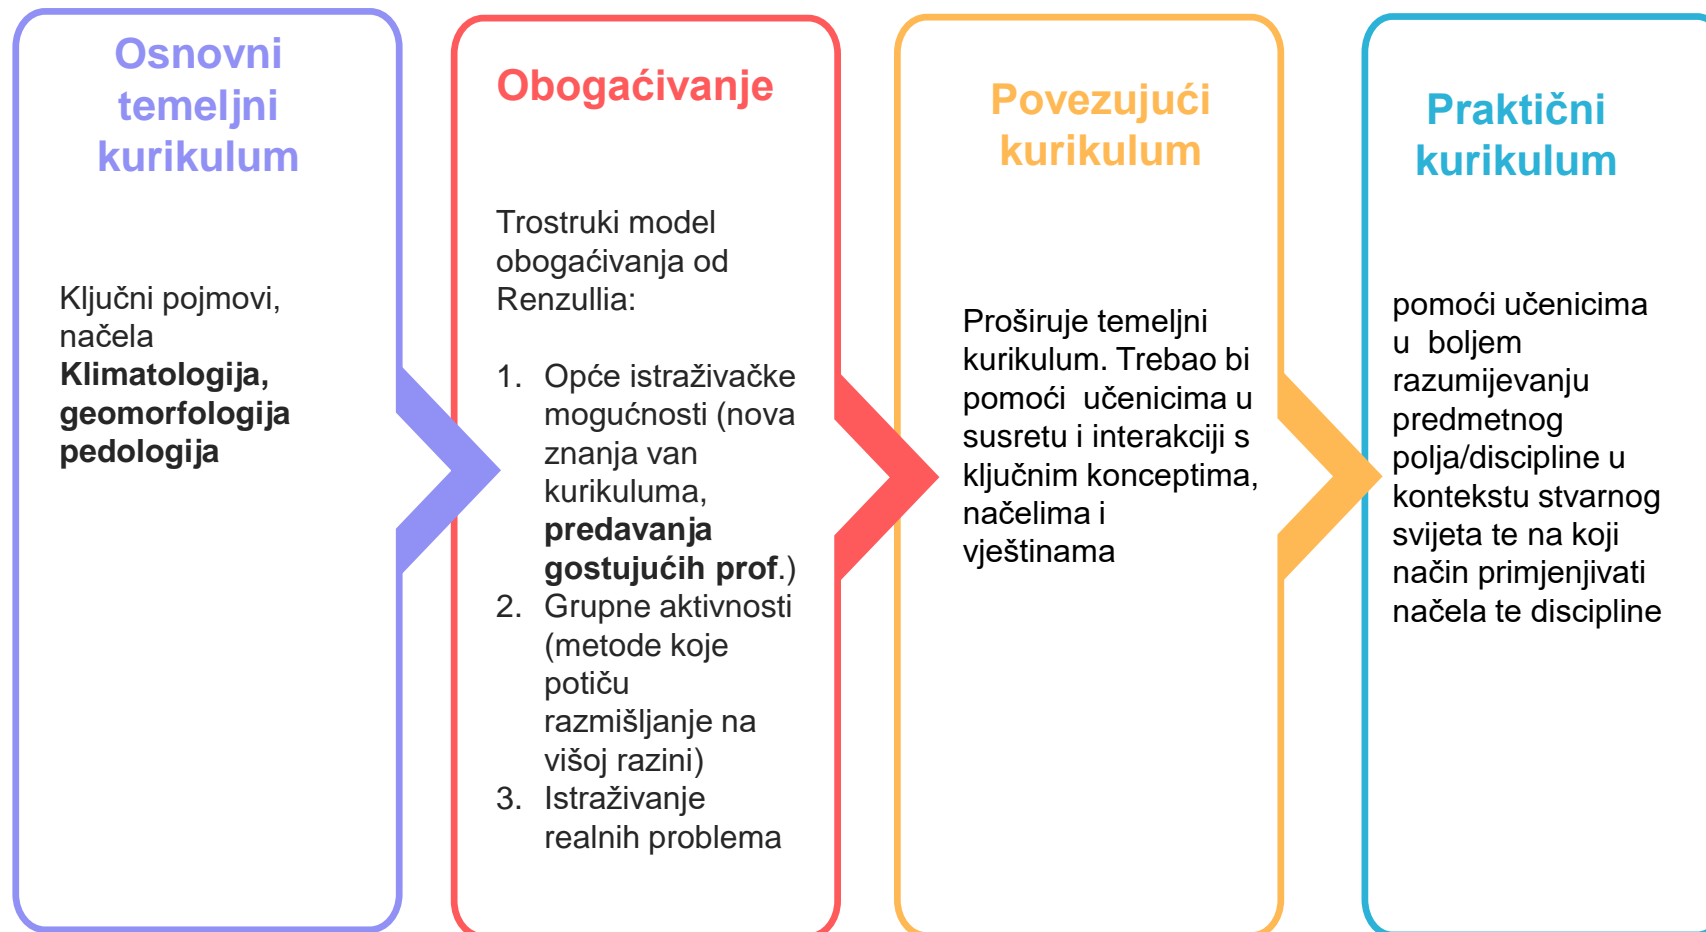 Osnovni
temeljni
kurikulum
Ključni pojmovi,
načela
Klimatologija,
geomorfologija
pedologija
Obogaćivanje
Trostruki model
obogaćivanja od
Renzullia:
1. Opće istraživačke
mogućnosti (nova
znanja van
kurikuluma,
predavanja
gostujućih prof.)
2. Grupne aktivnosti
(metode koje
potiču
razmišljanje na
višoj razini)
3. Istraživanje
realnih problema
Povezujući
kurikulum
Proširuje temeljni
kurikulum. Trebao bi
pomoći  učenicima u
susretu i interakciji s
ključnim konceptima,
načelima i
vještinama
Praktični
kurikulum
pomoći učenicima
u  boljem
razumijevanju
predmetnog
polja/discipline u
kontekstu stvarnog
svijeta te na koji
način primjenjivati
načela te discipline